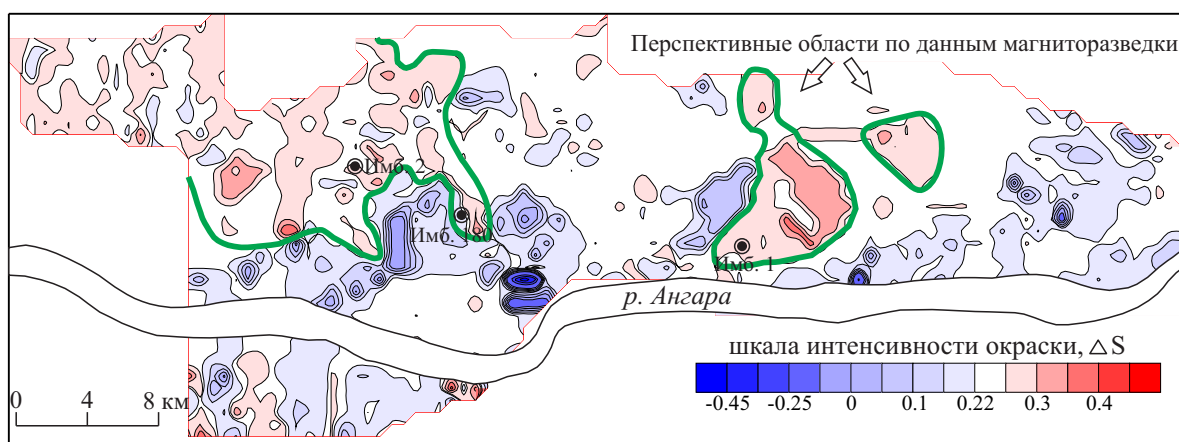 Перспективные области по данным магниторазведки
Имб. 2
Имб. 180
Имб. 1
р. Ангара
шкала интенсивности окраски, △S
-0.45 -0.25 0 0.1 0.22 0.3 0.4
0 4 8 км